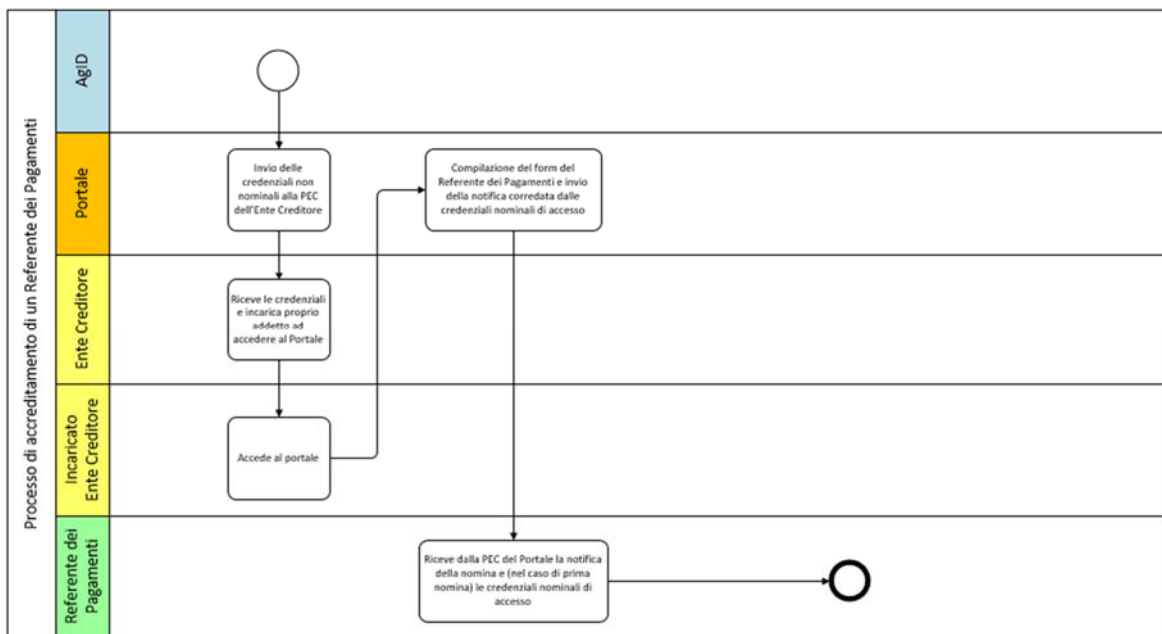 Processo di accreditamento di un Referente dei Pagamenti
AgID
Portale
Invio delle
credenziali non
nominali alla PEC
dell'Ente Creditore
Compilazione del form del
Referente dei Pagamenti e invio
della notifica corredata dalle
credenziali nominali di accesso
Ente Creditore
Riceve le credenziali
e incarica proprio
addetto ad
accedere al Portale
Incaricato
Ente Creditore
Accede al portale
Referente dei
Pagamenti
Riceve dalla PEC del Portale la notifica
della nomina e (nel caso di prima
nomina) le credenziali nominali di
accesso